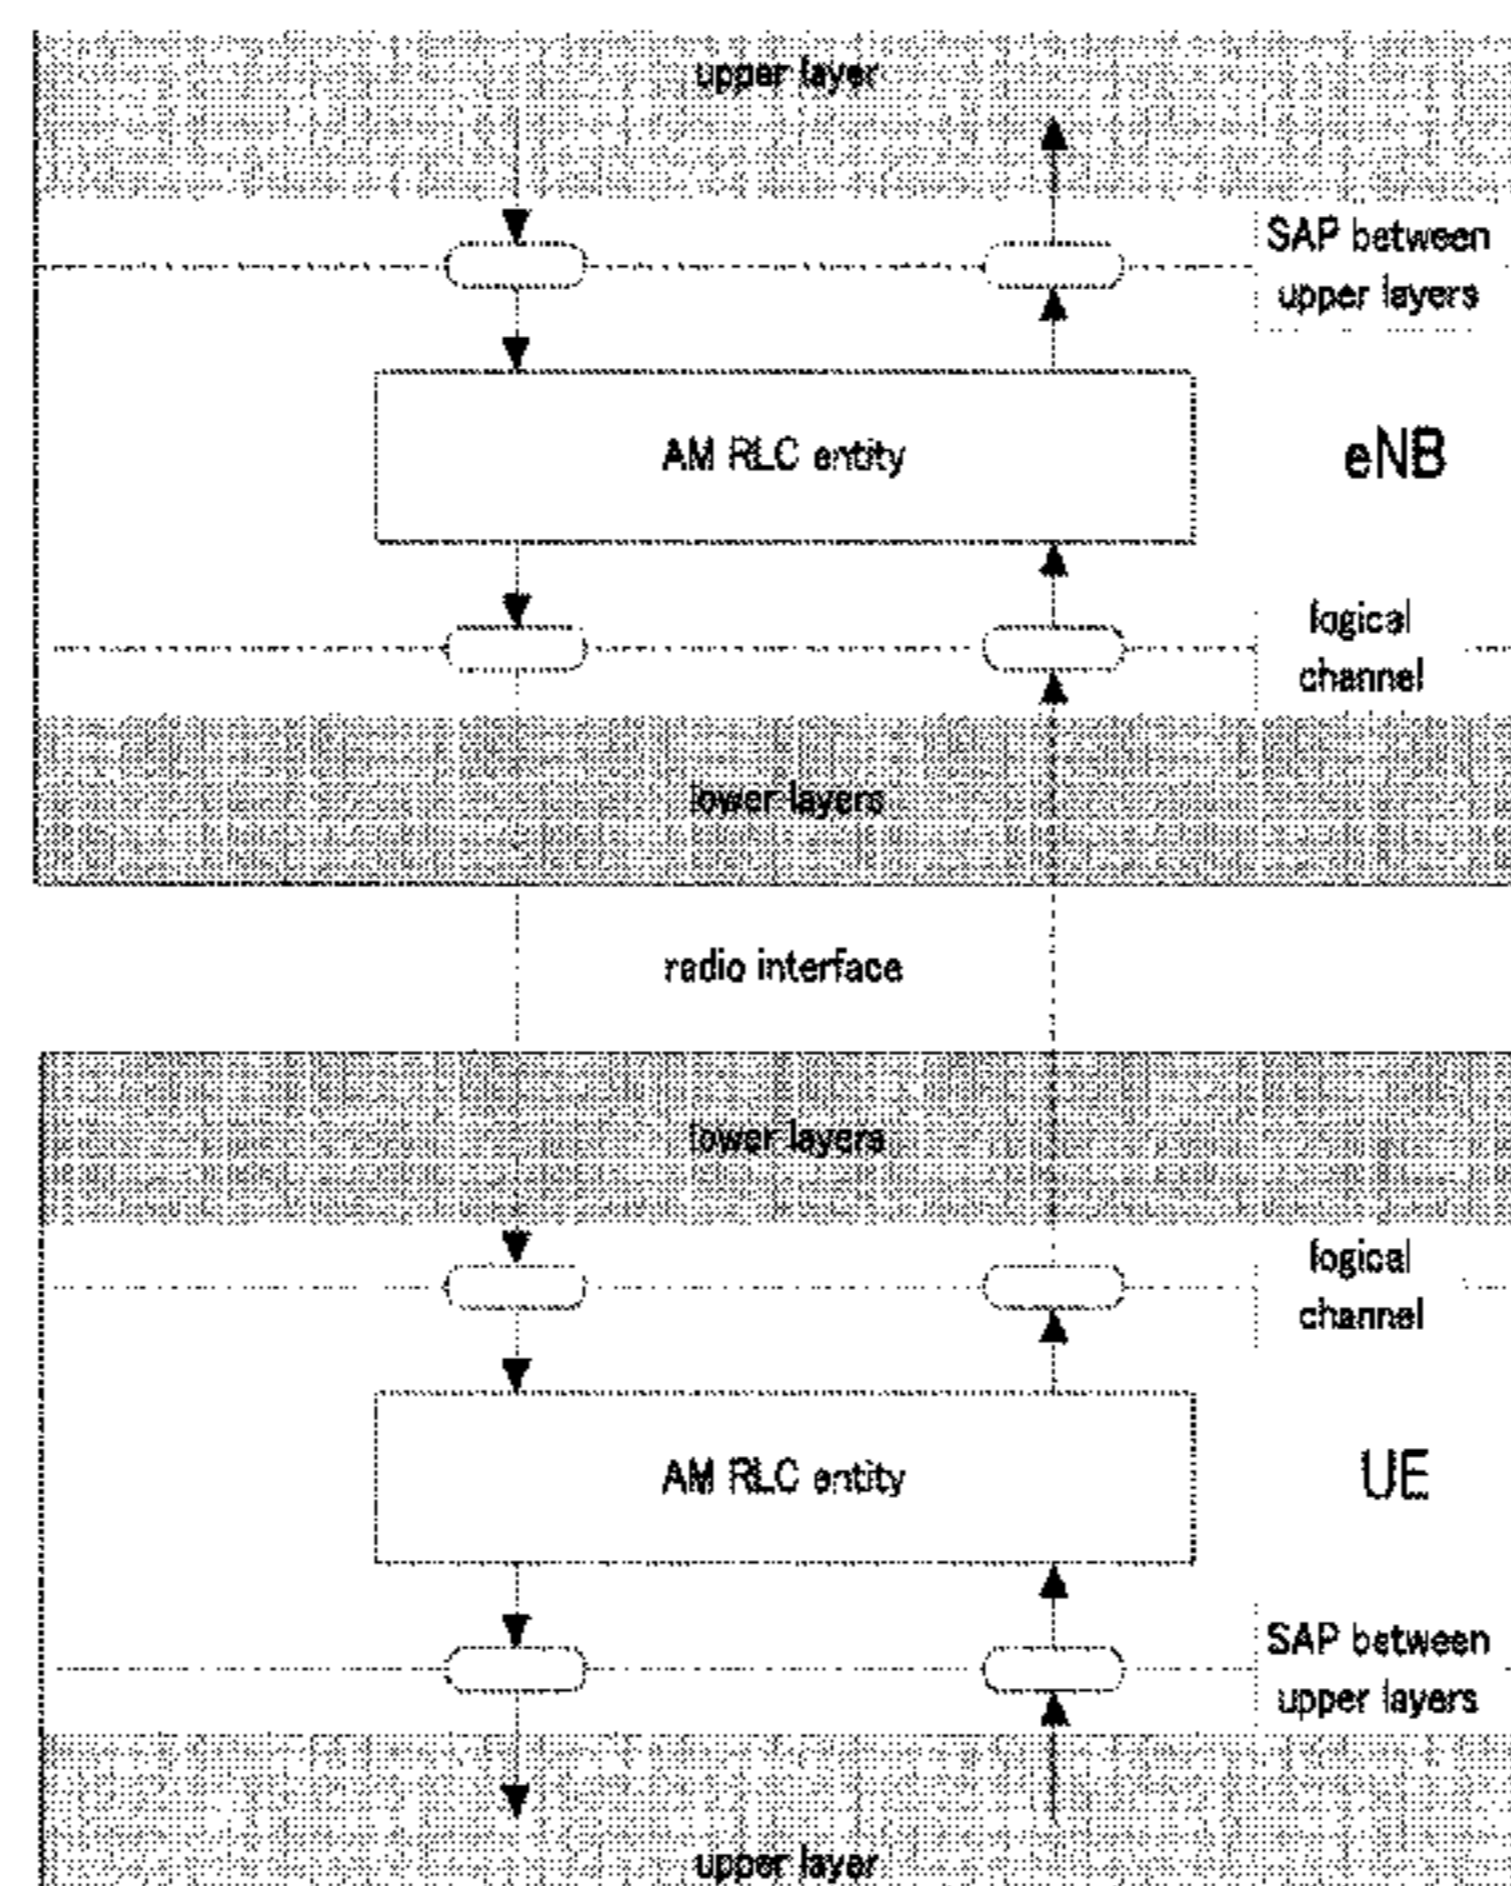 upper layer
SAP between
upper layers
AM RLC entity
eNB
logical
channel
lower layers
radio interface
lower layers
logical
channel
AM RLC entity
UE
SAP between
upper layers
upper layer